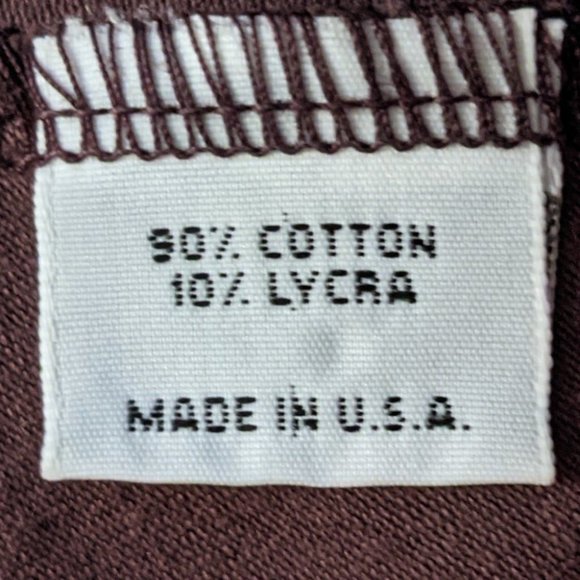 90% COTTON
10% LYCRA
MADE IN U.S.A.